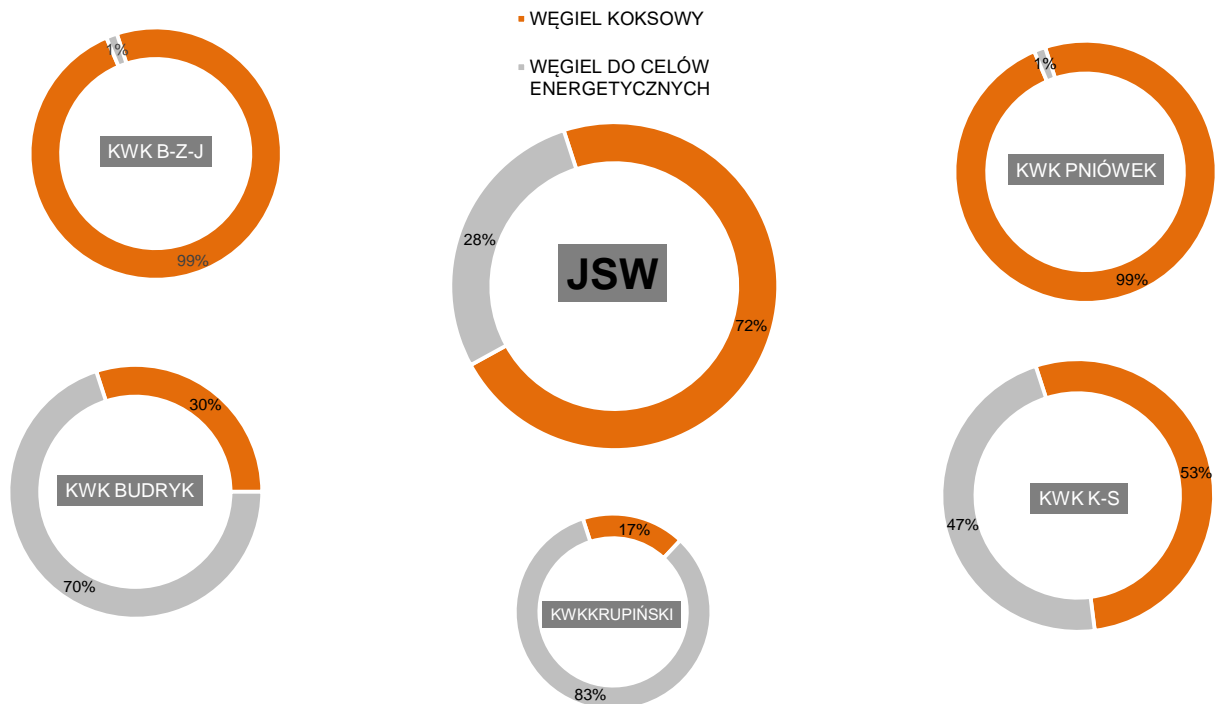 WĘGIEL KOKSOWY
WĘGIEL DO CELÓW
ENERGETYCZNYCH
1%
KWK B-Z-J
99%
1%
KWK PNIÓWEK
99%
28%
JSW
72%
30%
KWK BUDRYK
70%
53%
KWK K-S
47%
17%
KWKKRUPIŃSKI
83%